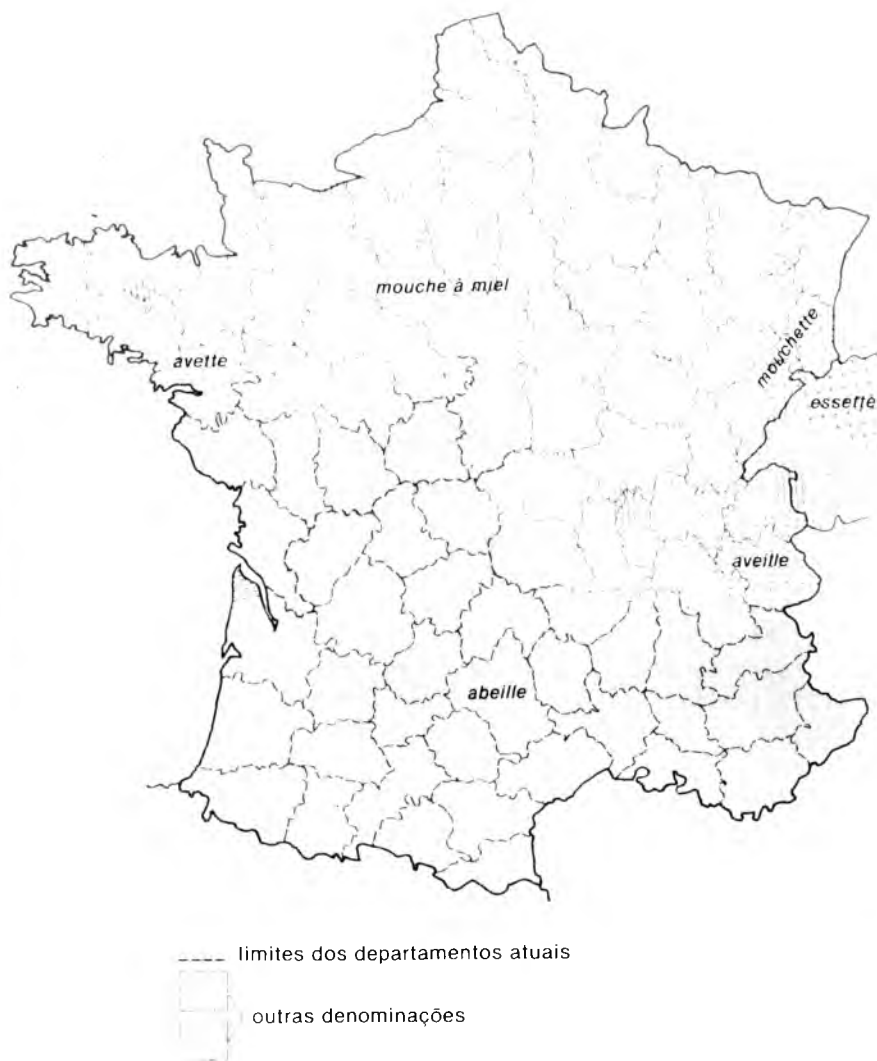 mouche à miel
mouchette
avette
essette
aveille
abeille
limites dos departamentos atuais
outras denominações